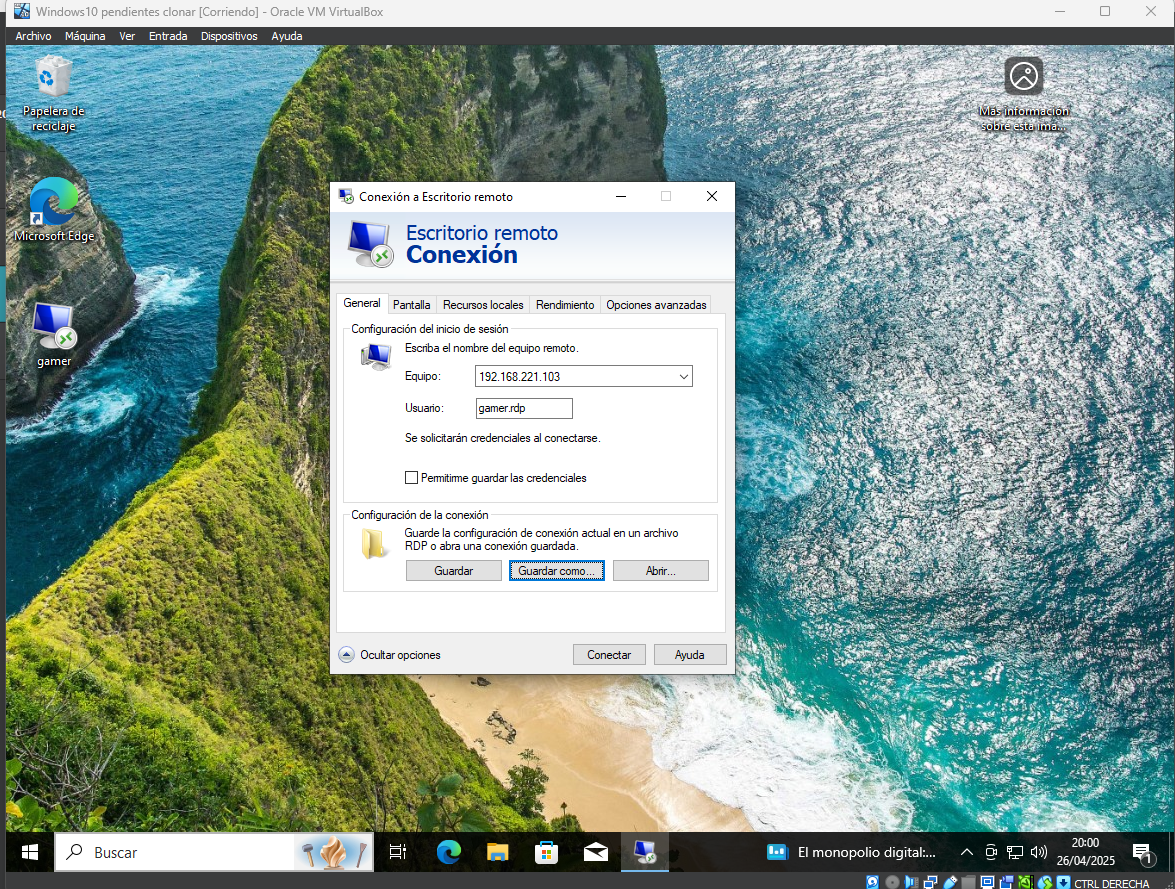 Windows10 pendientes clonar [Corriendo] - Oracle VM VirtualBox
Archivo Máquina Ver Entrada Dispositivos Ayuda
Papelera de
reciclaje
Más información
sobre esta ima...
Microsoft Edge
gamer
Conexión a Escritorio remoto
Escritorio remoto
Conexión
General Pantalla Recursos locales Rendimiento Opciones avanzadas
Configuración del inicio de sesión
Escriba el nombre del equipo remoto.
Equipo: 192.168.221.103
Usuario: gamer.rdp
Se solicitarán credenciales al conectarse.
Permitirme guardar las credenciales
Configuración de la conexión
Guarde la configuración de conexión actual en un archivo
RDP o abra una conexión guardada.
Guardar Guardar como... Abrir...
Ocultar opciones Conectar Ayuda
Buscar
El monopolio digital:...
20:00
26/04/2025
1
CTRL DERECHA